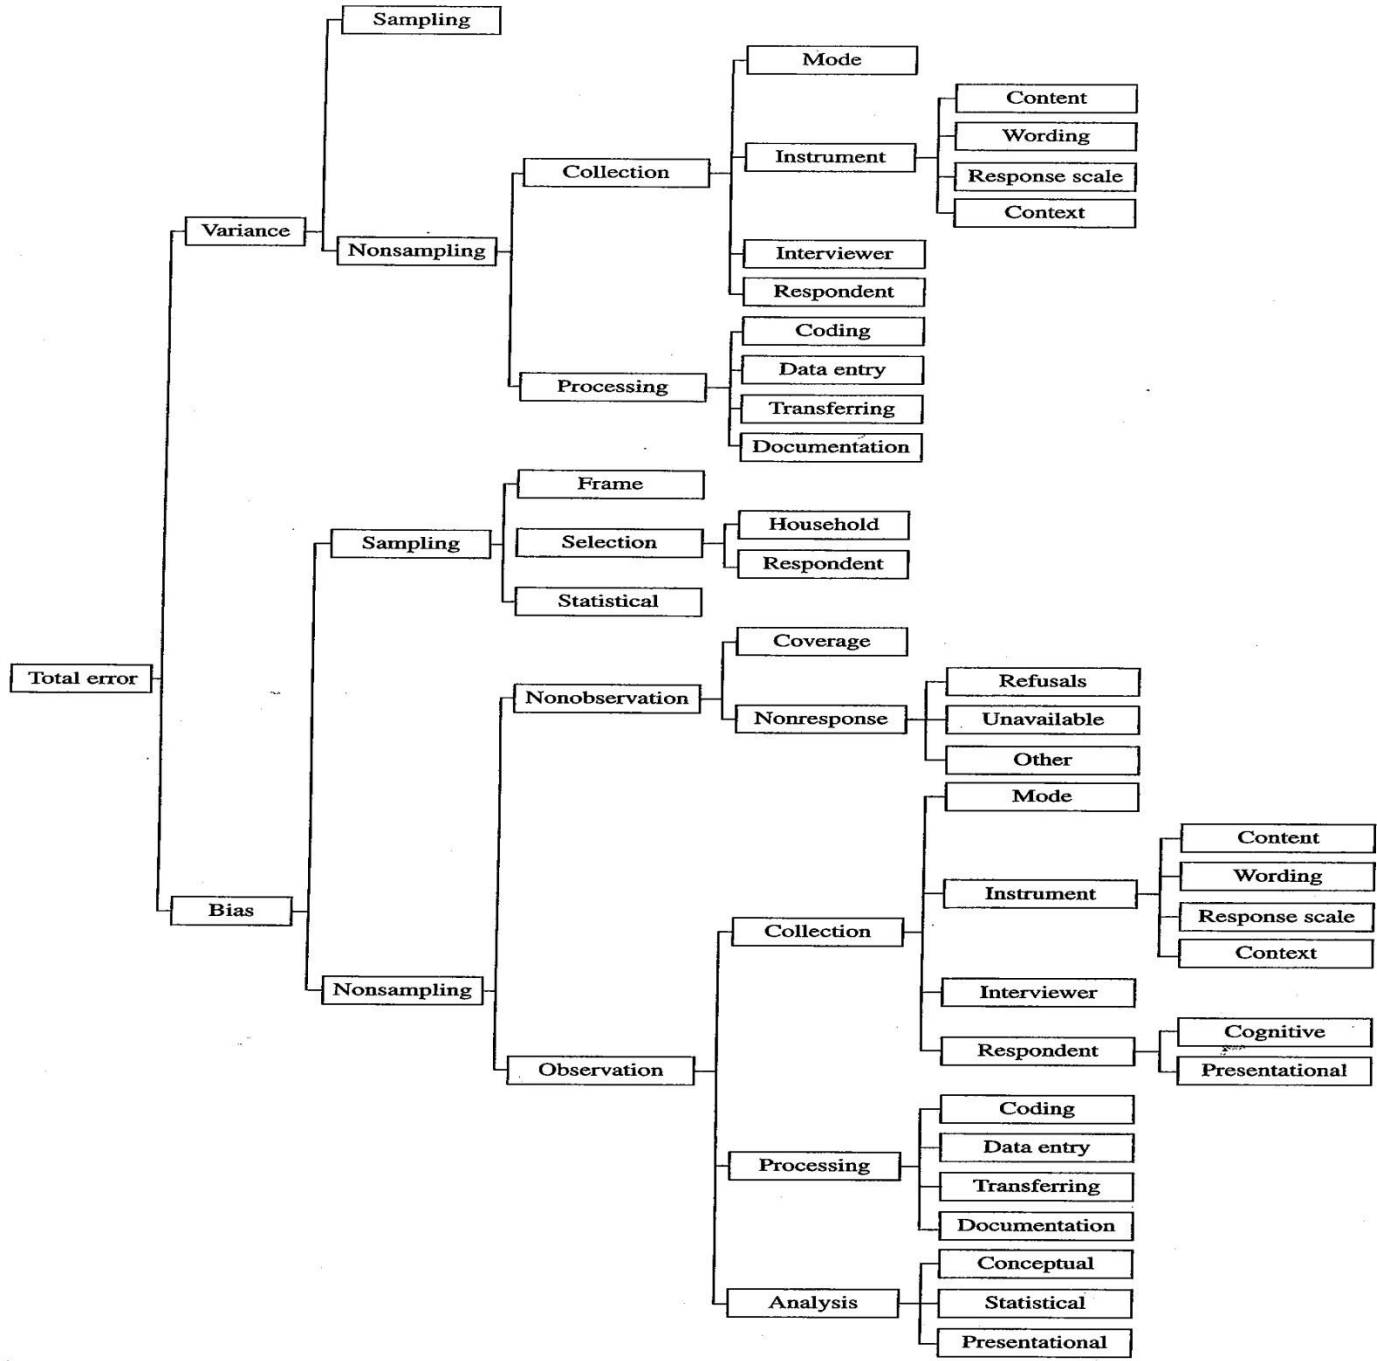 Sampling
Mode
Content
Wording
Instrument
Response scale
Collection
Context
Variance
Nonsampling
Interviewer
Respondent
Coding
Data entry
Processing
Transferring
Documentation
Frame
Household
Sampling
Selection
Respondent
Statistical
Coverage
Total error
Nonobservation
Refusals
Nonresponse
Unavailable
Other
Mode
Content
Wording
Instrument
Bias
Response scale
Collection
Context
Nonsampling
Interviewer
Cognitive
Respondent
Observation
Presentational
Coding
Data entry
Processing
Transferring
Documentation
Conceptual
Analysis
Statistical
Presentational